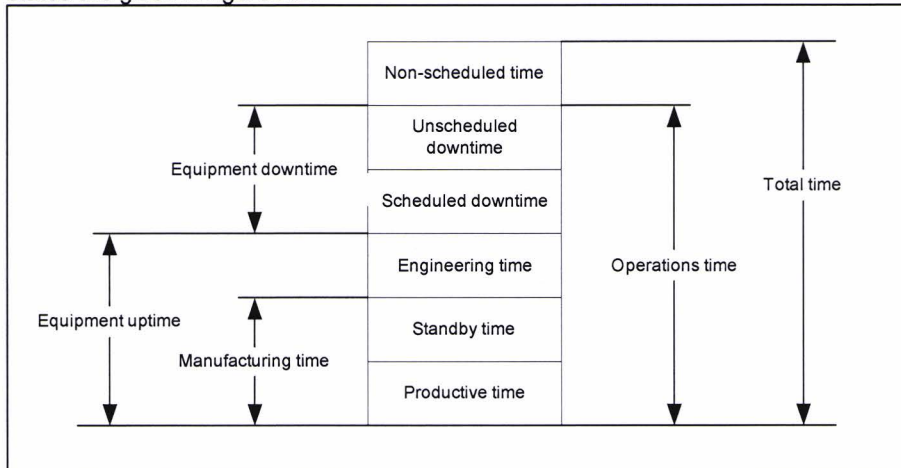 Non-scheduled time
Unscheduled
downtime
Equipment downtime
Total time
Scheduled downtime
Engineering time
Operations time
Equipment uptime
Standby time
Manufacturing time
Productive time